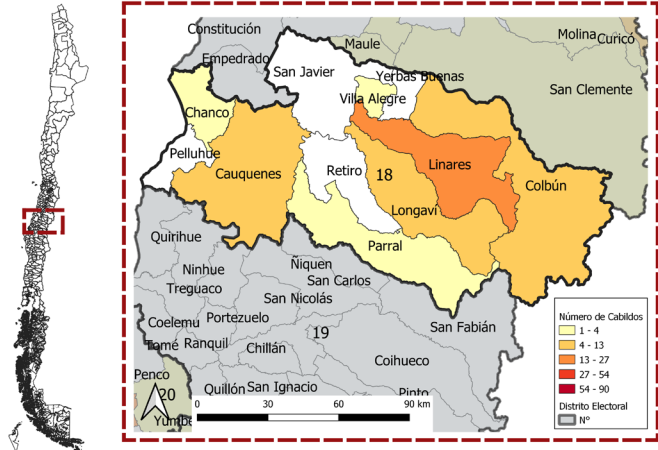 Constitución
Maule
Molina
Curicó
Empedrado
San Javier
Yerbas Buenas
San Clemente
Villa Alegre
Chanco
Pelluhue
Cauquenes
Retiro
18
Linares
Colbún
Longaví
Parral
Quirihue
Ninhue
Ñiquen
San Carlos
Treguaco
San Nicolás
Coelemu
Portezuelo
19
San Fabián
Tomé
Ranquil
Chillán
Coihueco
Penco
20
Quillón
San Ignacio
Pinto
Yumbe
0 30 60 90 km
Número de Cabildos
1 - 4
4 - 13
13 - 27
27 - 54
54 - 90
Distrito Electoral
N°